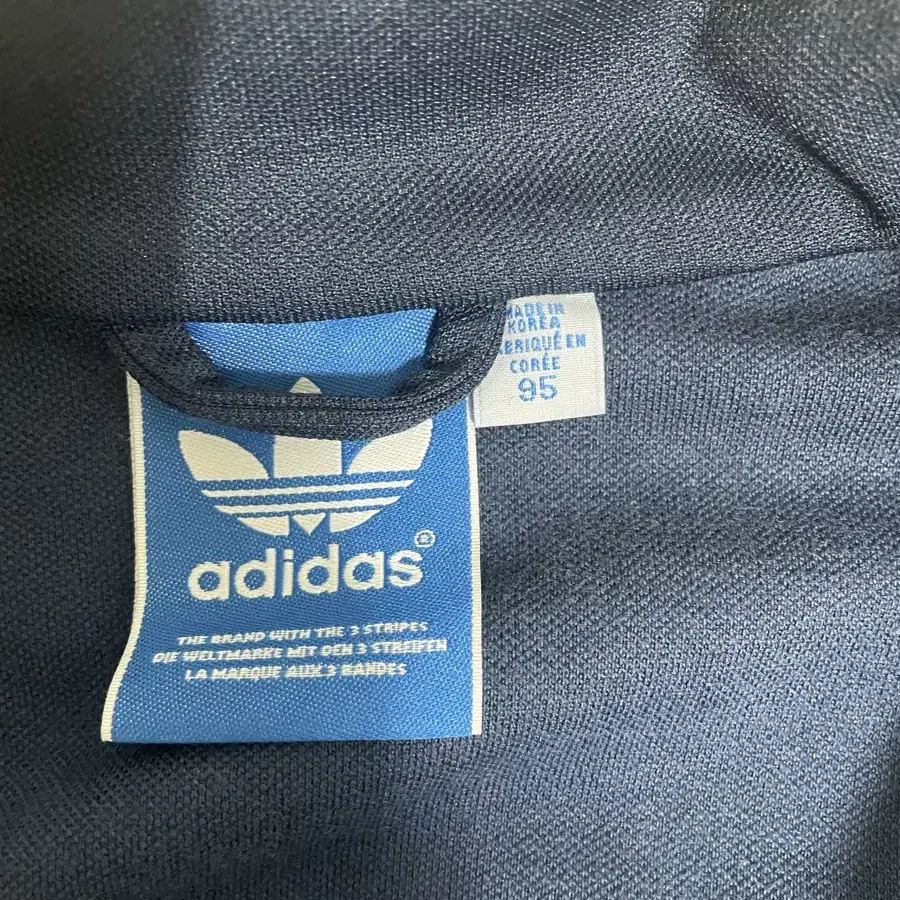 MADE IN
KOREA
FABRIQUÉ EN
CORÉE
95
adidas®
THE BRAND WITH THE 3 STRIPES
DIE WELTMARKE MIT DEN 3 STREIFEN
LA MARQUE AUX 3 BANDES